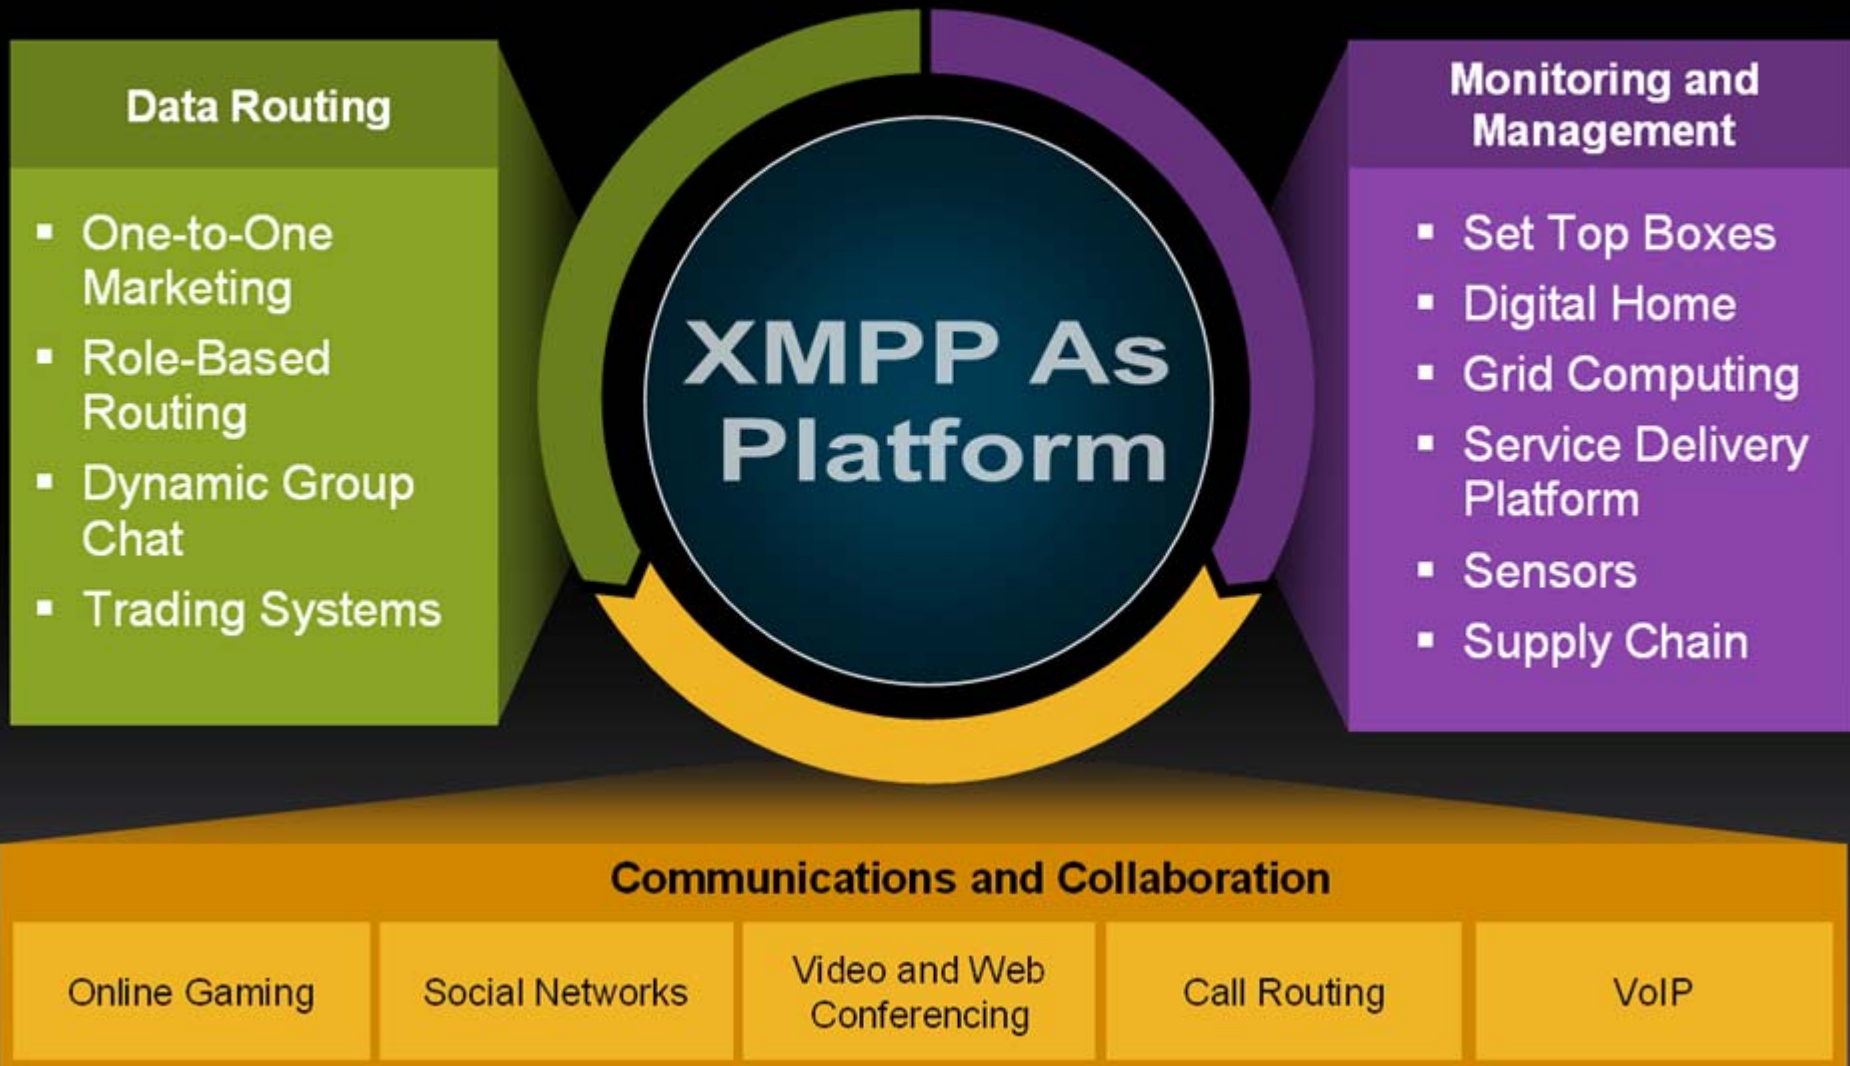 Data Routing
▪ One-to-One
Marketing
▪ Role-Based
Routing
▪ Dynamic Group
Chat
▪ Trading Systems
XMPP As
Platform
Monitoring and
Management
▪ Set Top Boxes
▪ Digital Home
▪ Grid Computing
▪ Service Delivery
Platform
▪ Sensors
▪ Supply Chain
Communications and Collaboration
Online Gaming
Social Networks
Video and Web
Conferencing
Call Routing
VoIP